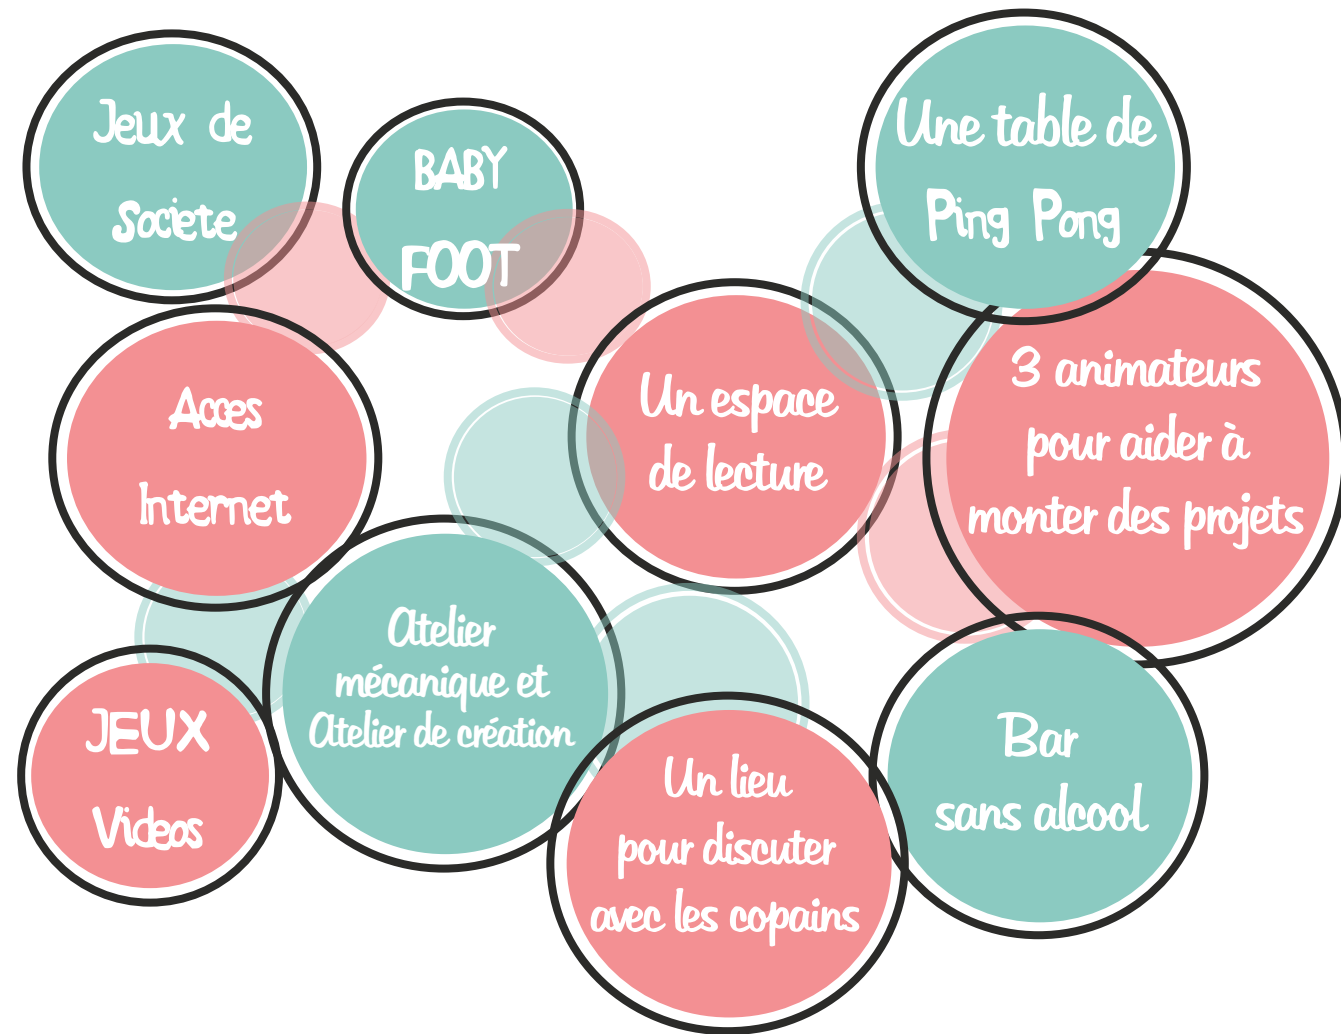 Jeux de
Societe
BABY
FOOT
Une table de
Ping Pong
Acces
Internet
Un espace
de lecture
3 animateurs
pour aider à
monter des projets
Atelier
mécanique et
Atelier de création
JEUX
Videos
Un lieu
pour discuter
avec les copains
Bar
sans alcool